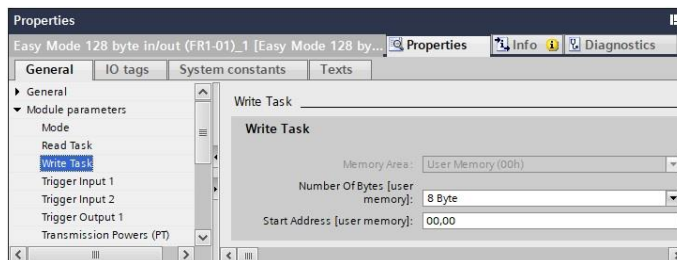 Properties
Easy Mode 128 byte in/out (FR1-01)_1 [Easy Mode 128 by...
Properties
Info
Diagnostics
General
IO tags
System constants
Texts
General
Module parameters
Mode
Read Task
Write Task
Trigger Input 1
Trigger Input 2
Trigger Output 1
Transmission Powers (PT)
Write Task
Write Task
Memory Area: User Memory (00h)
Number Of Bytes [user
memory]: 8 Byte
Start Address [user memory]: 00,00